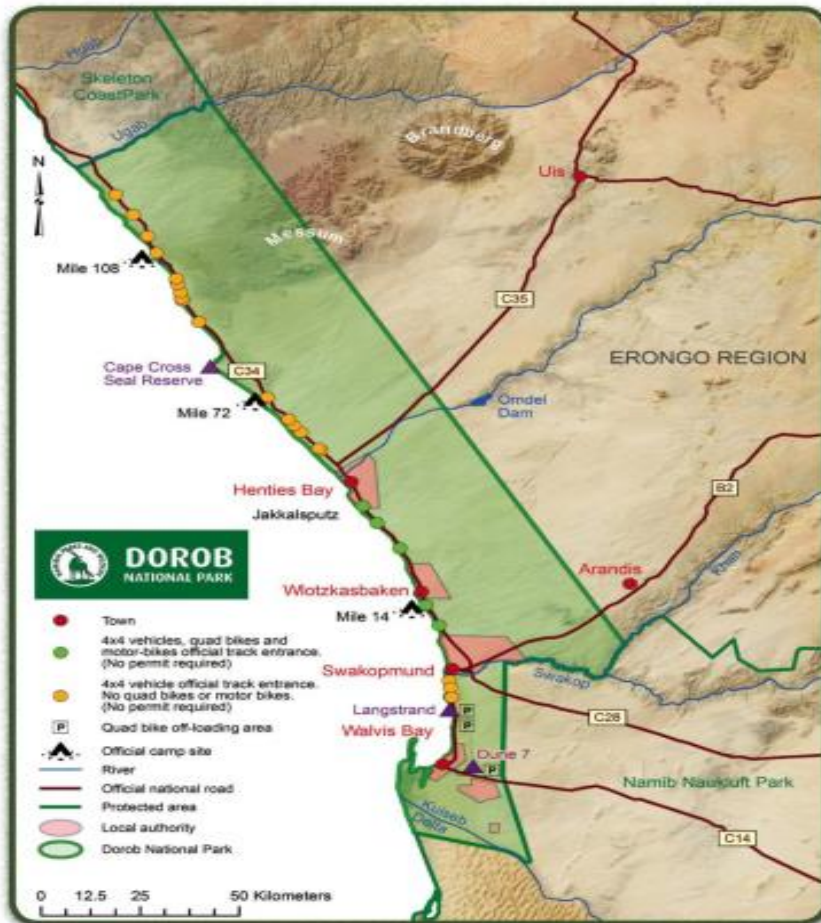 Huab
Skeleton
CoastPark
Ugab
Brandberg
Uis
N
Messum
Mile 108
C35
Cape Cross
Seal Reserve
C34
ERONGO REGION
Mile 72
Omdel
Dam
Henties Bay
B2
Jakkalsputz
Arandis
Khan
Wlotzkasbaken
Mile 14
Swakopmund
Swakop
Langstrand
P
P
C28
Walvis Bay
Dune 7
P
Namib Naukluft Park
Kuiseb
Delta
C14
DOROB
NATIONAL PARK
Town
4x4 vehicles, quad bikes and
motor-bikes official track entrance.
(No permit required)
4x4 vehicle official track entrance.
No quad bikes or motor bikes.
(No permit required)
P
Quad bike off-loading area
Official camp site
River
Official national road
Protected area
Local authority
Dorob National Park
0 12.5 25 50 Kilometers